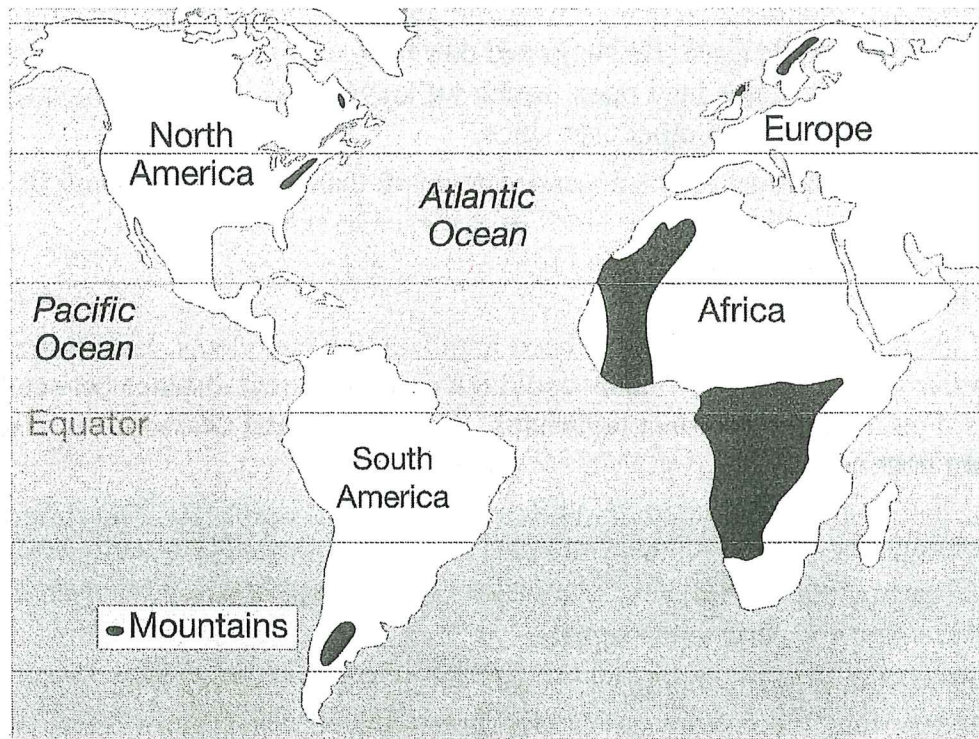 North
America
Europe
Atlantic
Ocean
Pacific
Ocean
Africa
Equator
South
America
Mountains